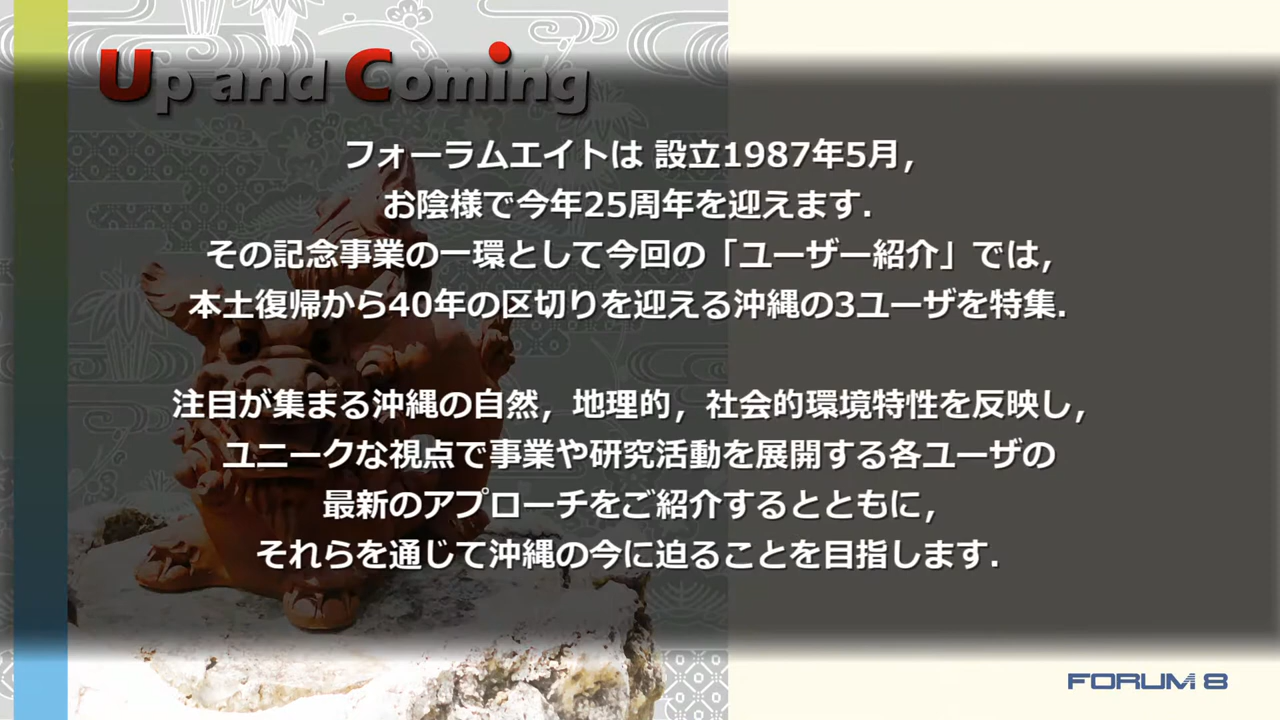 Up and Coming
フォーラムエイトは 設立1987年5月，
お陰様で今年25周年を迎えます．
その記念事業の一環として今回の「ユーザー紹介」では，
本土復帰から40年の区切りを迎える沖縄の3ユーザを特集．
注目が集まる沖縄の自然，地理的，社会的環境特性を反映し，
ユニークな視点で事業や研究活動を展開する各ユーザの
最新のアプローチをご紹介するとともに，
それらを通じて沖縄の今に迫ることを目指します．
FORUM 8